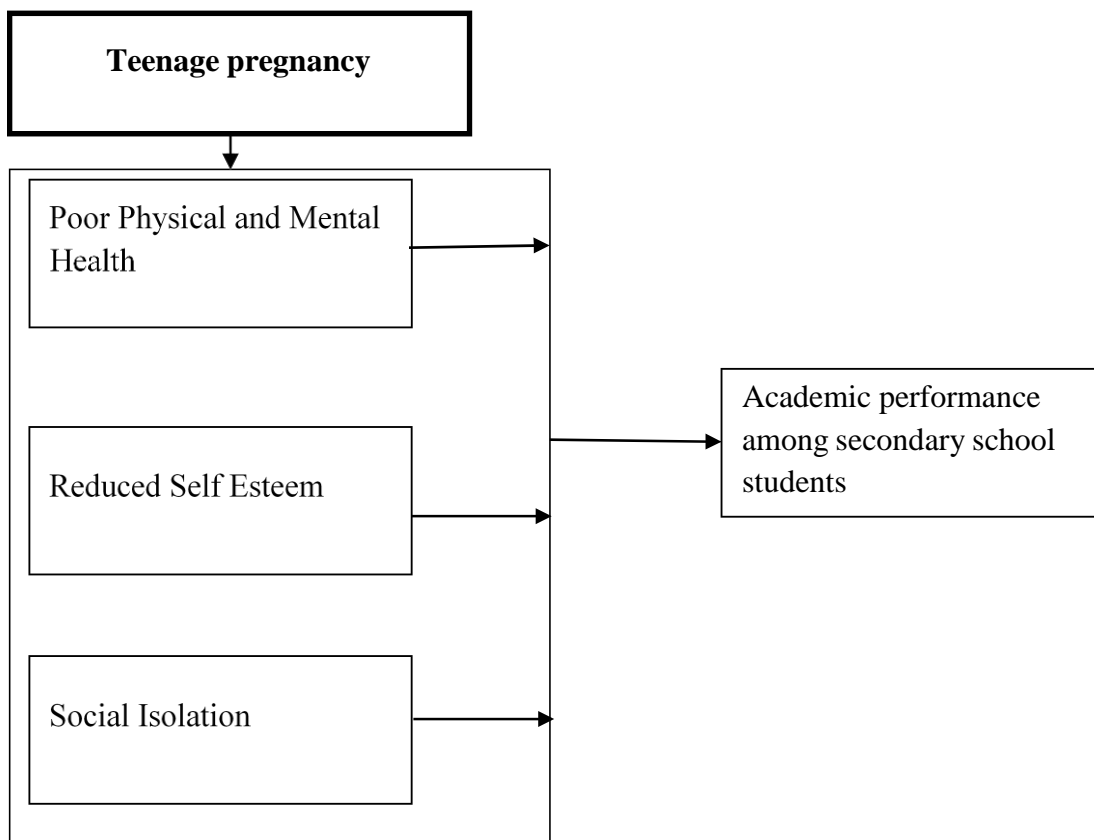 Teenage pregnancy
Poor Physical and Mental
Health
Reduced Self Esteem
Social Isolation
Academic performance
among secondary school
students